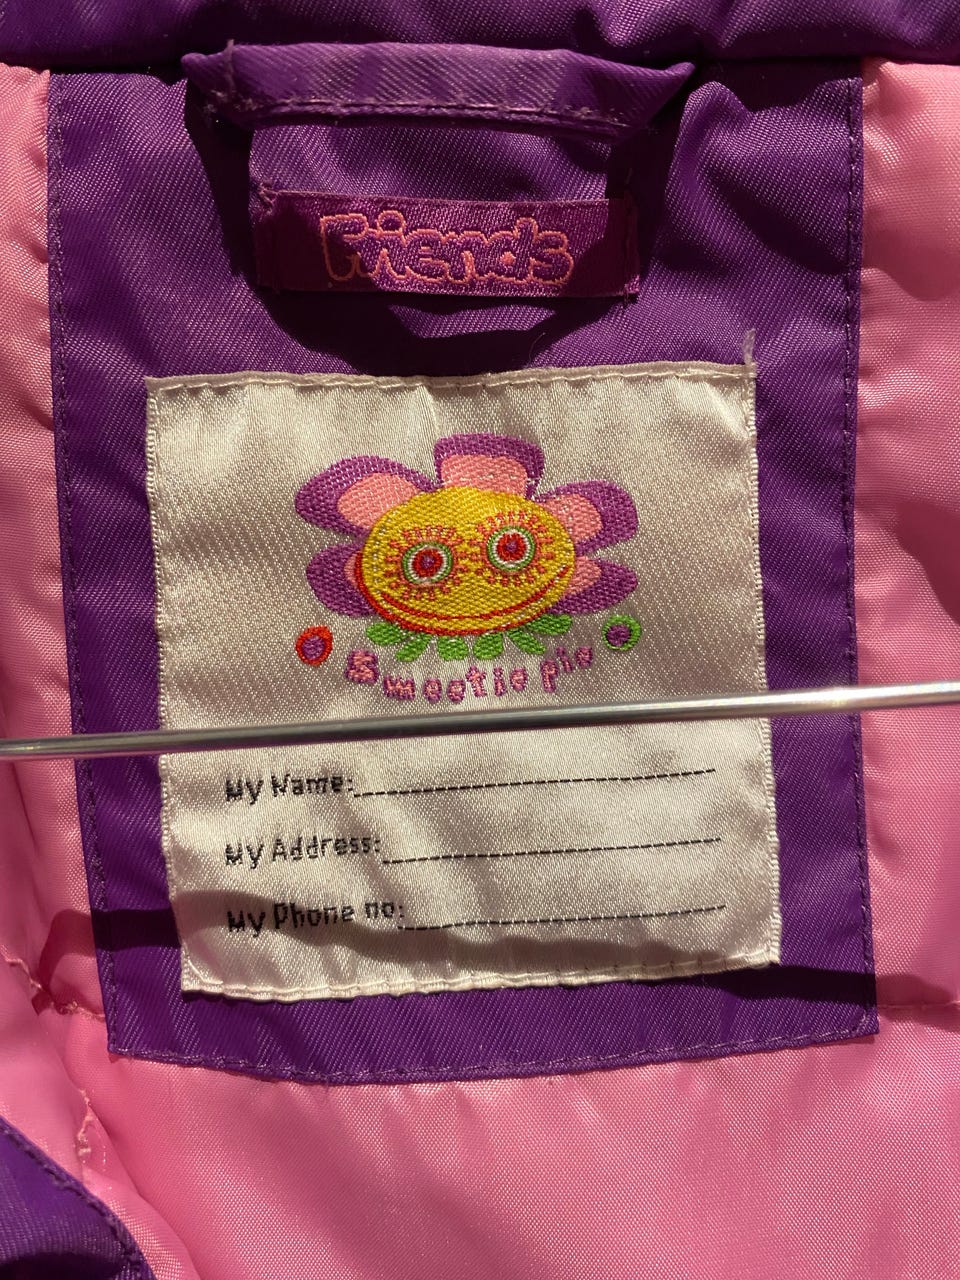 Friends
Sweetie pie
My Name:
My Address:
My Phone no: